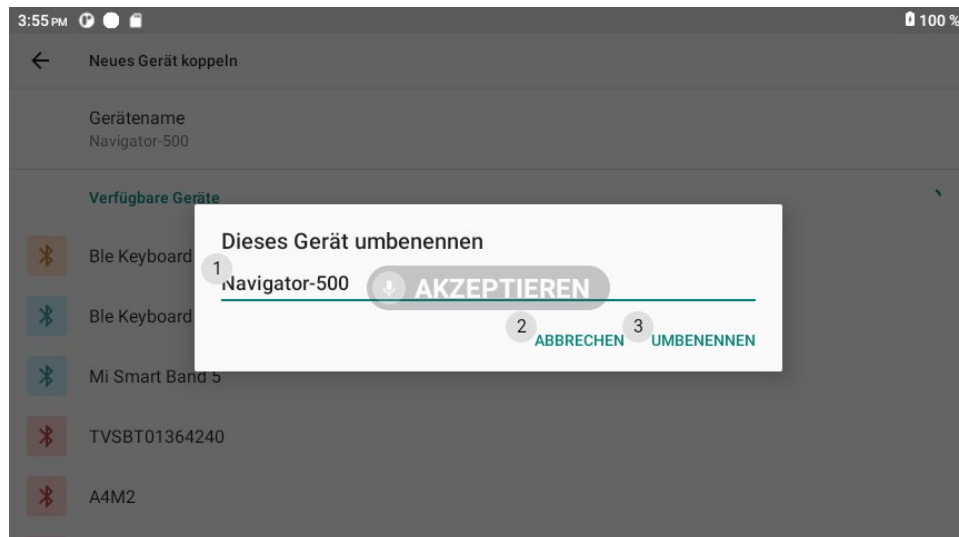 3:55 PM 100 %
Neues Gerät koppeln
Gerätename
Navigator-500
Verfügbare Geräte
Dieses Gerät umbenennen
Ble Keyboard
1
Navigator-500
AKZEPTIEREN
Ble Keyboard
2 ABBRECHEN 3 UMBENENNEN
Mi Smart Band 5
TVSBT01364240
A4M2